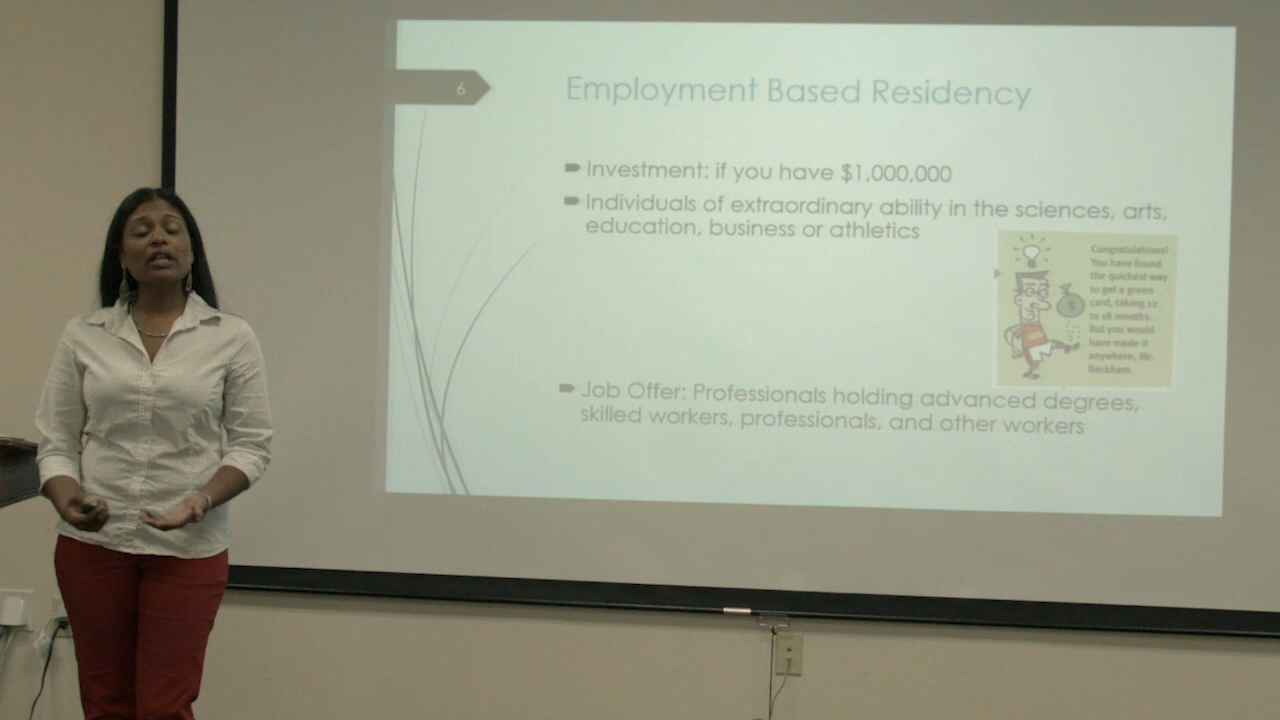 6
Employment Based Residency
Investment: if you have $1,000,000
Individuals of extraordinary ability in the sciences, arts,
education, business or athletics
Congratulations!
You have found
the quickest way
to get a green
card, taking 12
to 18 months.
But you would
have made it
anywhere, Mr.
Beckham.
$
Job Offer: Professionals holding advanced degrees,
skilled workers, professionals, and other workers